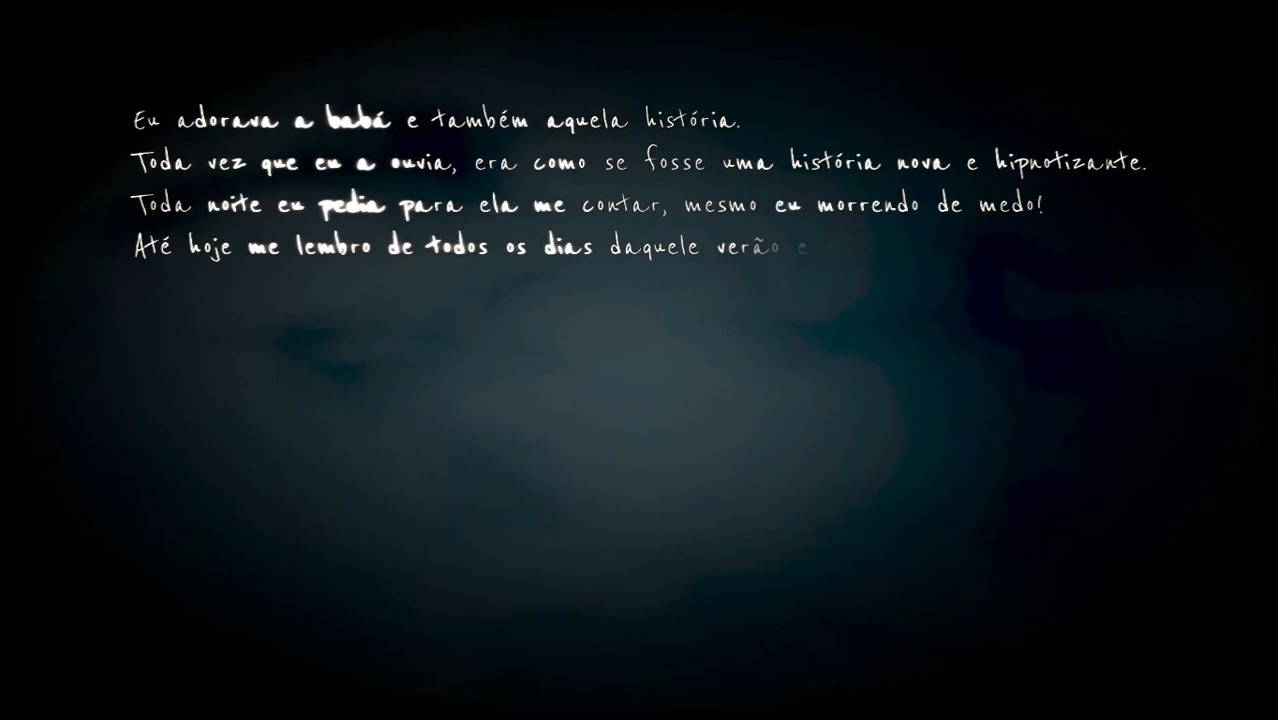 Eu adorava a babá e também aquela história.
Toda vez que eu a ouvia, era como se fosse uma história nova e hipnotizante.
Toda noite eu pedia para ela me contar, mesmo eu morrendo de medo!
Até hoje me lembro de todos os dias daquele verão e